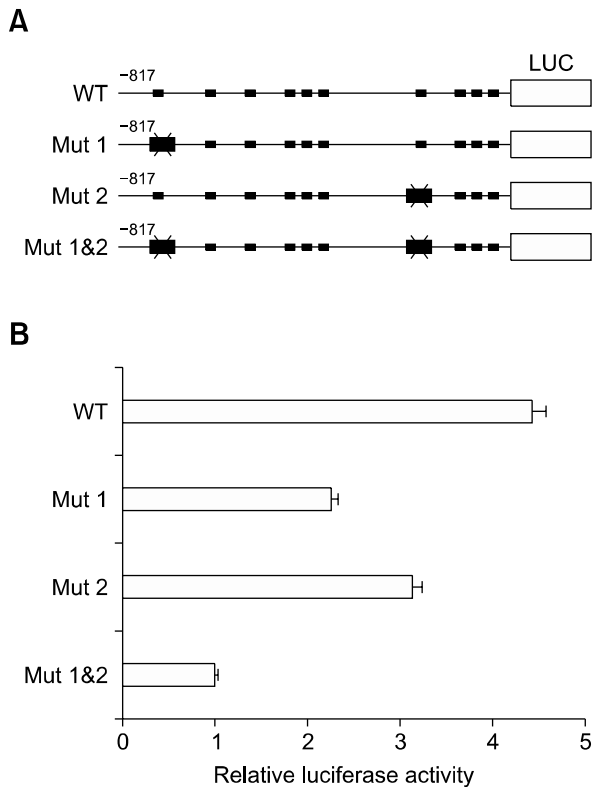 A
LUC
−817
WT
−817
Mut 1
−817
Mut 2
−817
Mut 1&2
B
WT
Mut 1
Mut 2
Mut 1&2
0 1 2 3 4 5
Relative luciferase activity